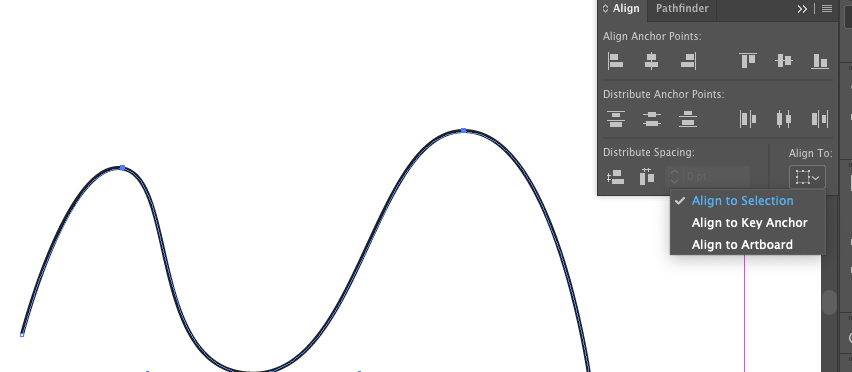 Align Pathfinder
Align Anchor Points:
Distribute Anchor Points:
Distribute Spacing: Align To:
0 pt
Align to Selection
Align to Key Anchor
Align to Artboard